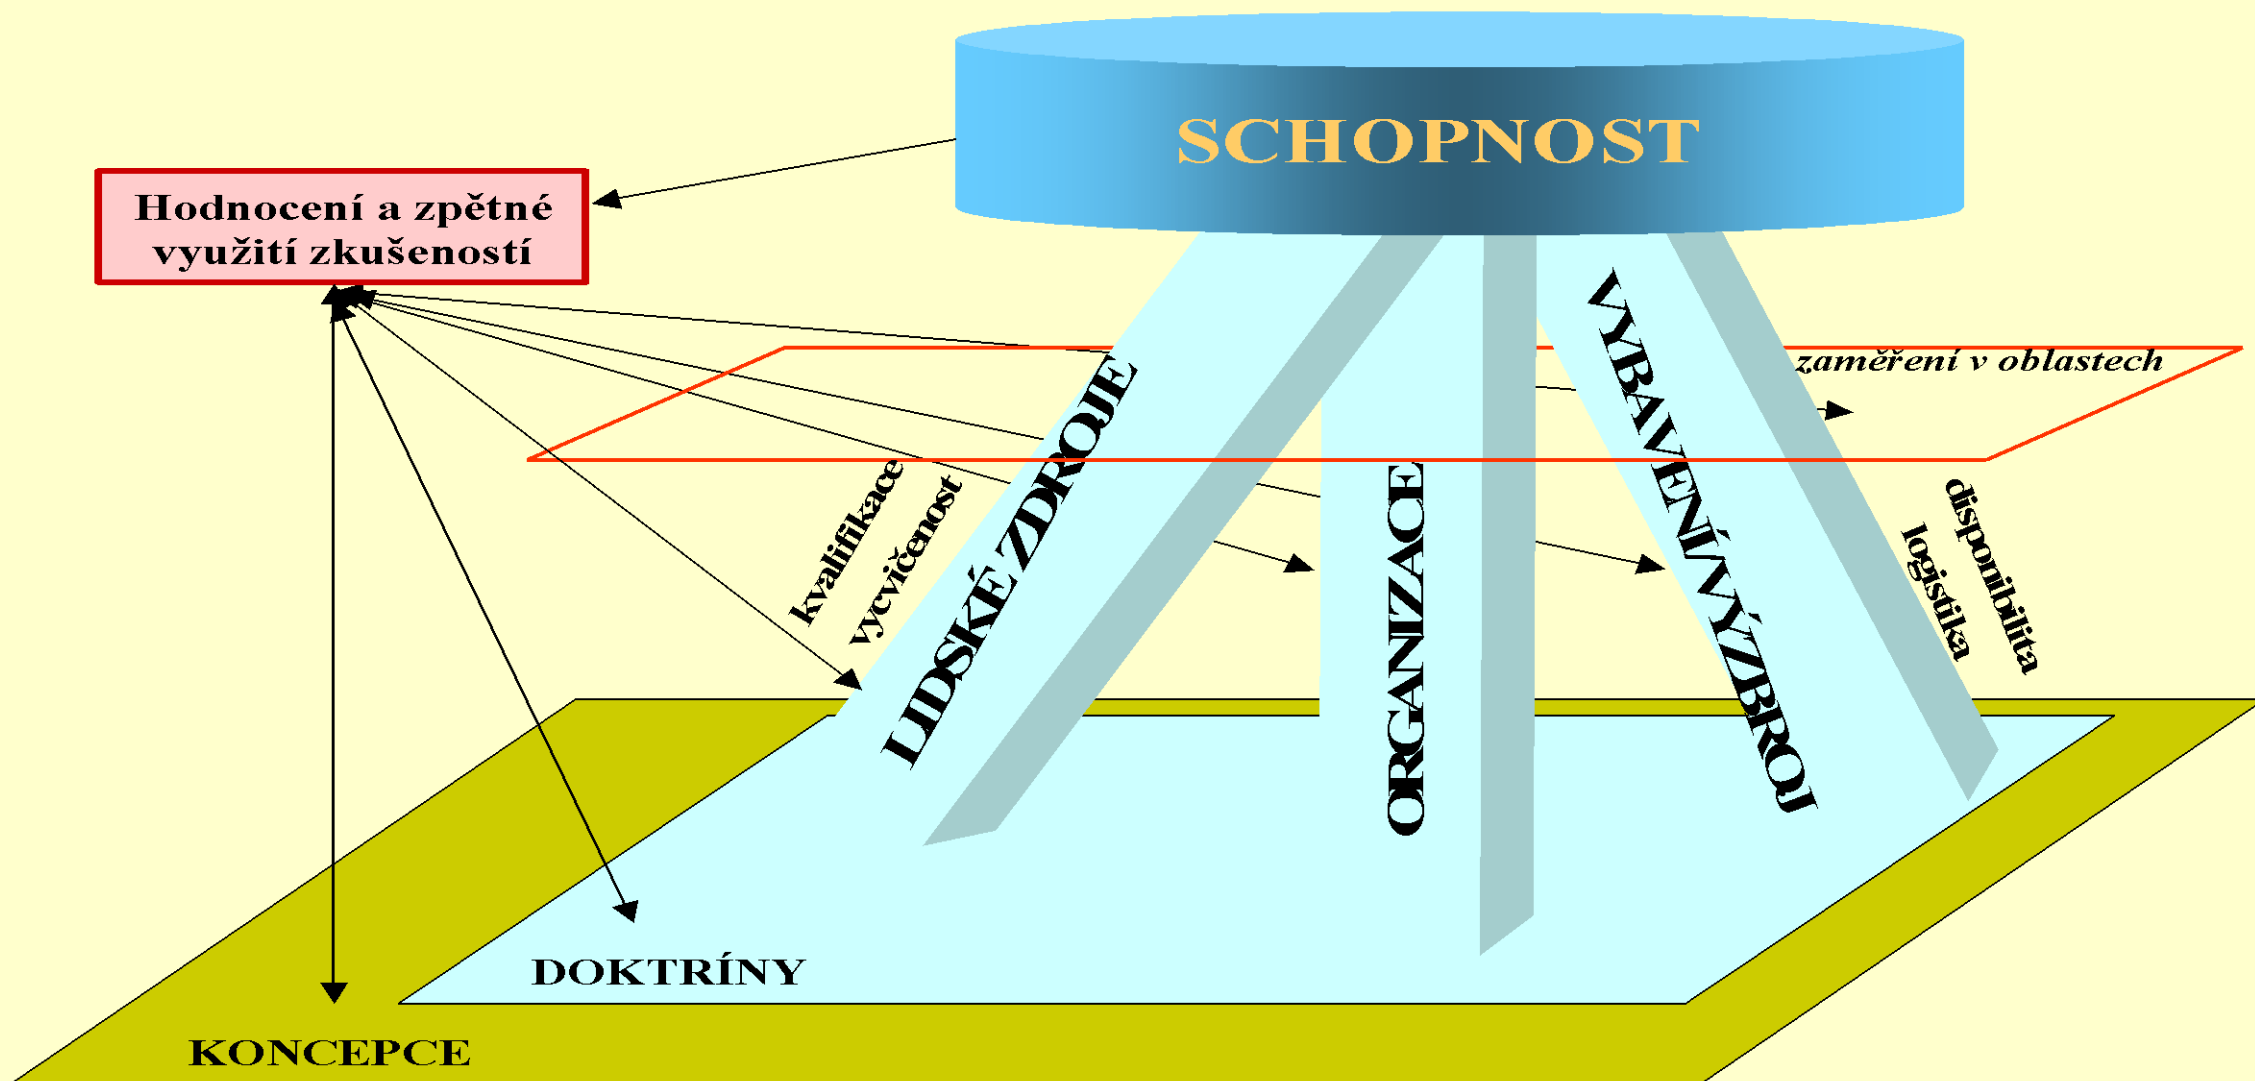 SCHOPNOST
Hodnocení a zpětné
využití zkušeností
zaměření v oblastech
kvalifikace
vycvičenost
LIDSKÉ ZDROJE
ORGANIZACE
VYBAVENÍ/VÝZBROJ
logistika
disponibilita
DOKTRÍNY
KONCEPCE